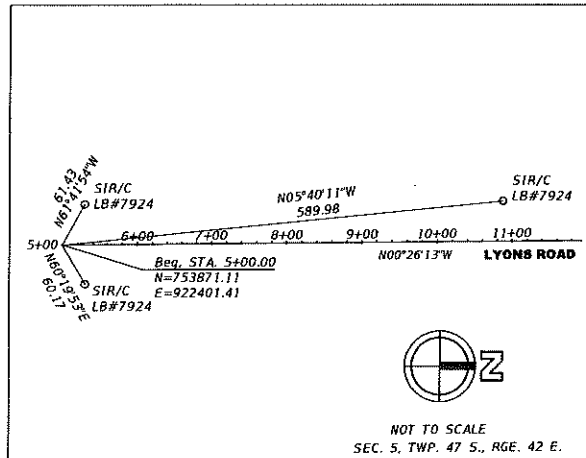 61.43
N61°41'54"W
SIR/C
LB#7924
N05°40'11"W
589.98
SIR/C
LB#7924
5+00
6+00
7+00
8+00
9+00
10+00
11+00
N00°26'13"W
LYONS ROAD
N60°19'53"E
60.17
SIR/C
LB#7924
Beg. STA. 5+00.00
N=753871.11
E=922401.41
N
NOT TO SCALE
SEC. 5, TWP. 47 S., RGE. 42 E.